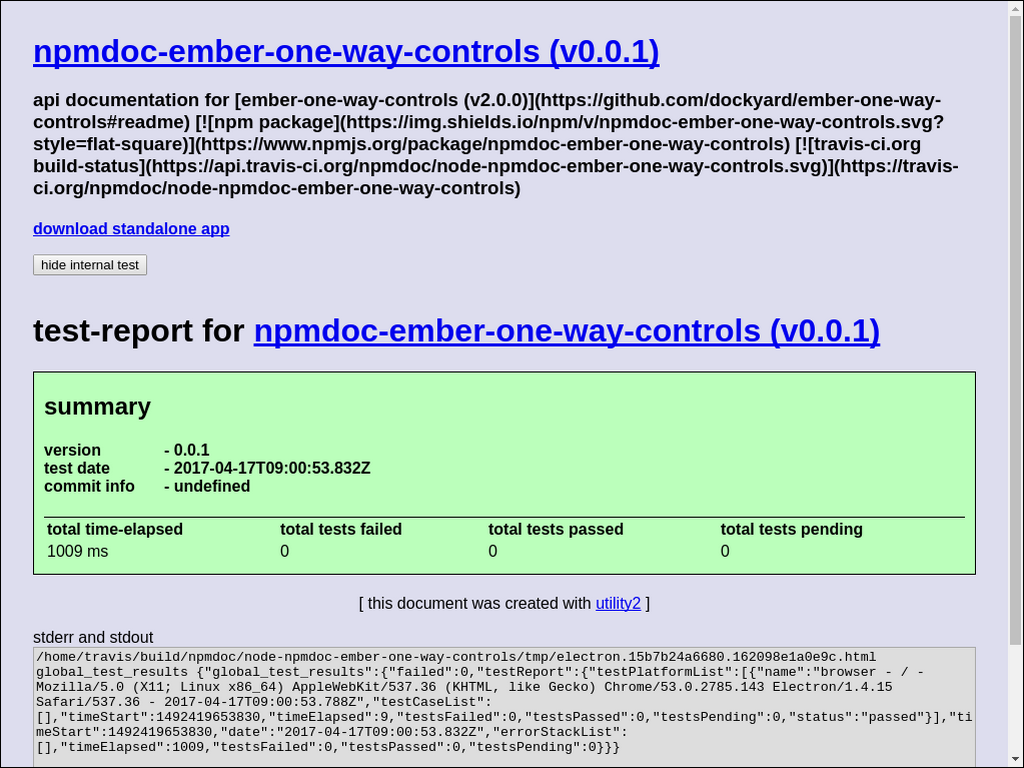 npmdoc-ember-one-way-controls (v0.0.1)
api documentation for [ember-one-way-controls (v2.0.0)](https://github.com/dockyard/ember-one-way-
controls#readme) [![npm package](https://img.shields.io/npm/v/npmdoc-ember-one-way-controls.svg?
style=flat-square)](https://www.npmjs.org/package/npmdoc-ember-one-way-controls) [![travis-ci.org
build-status](https://api.travis-ci.org/npmdoc/node-npmdoc-ember-one-way-controls.svg)](https://travis-
ci.org/npmdoc/node-npmdoc-ember-one-way-controls)
download standalone app
hide internal test
test-report for npmdoc-ember-one-way-controls (v0.0.1)
summary
version - 0.0.1
test date - 2017-04-17T09:00:53.832Z
commit info - undefined
total time-elapsed total tests failed total tests passed total tests pending
1009 ms 0 0 0
[ this document was created with utility2 ]
stderr and stdout
/home/travis/build/npmdoc/node-npmdoc-ember-one-way-controls/tmp/electron.15b7b24a6680.162098e1a0e9c.html
global_test_results {"global_test_results":{"failed":0,"testReport":{"testPlatformList":[{"name":"browser - / -
Mozilla/5.0 (X11; Linux x86_64) AppleWebKit/537.36 (KHTML, like Gecko) Chrome/53.0.2785.143 Electron/1.4.15
Safari/537.36 - 2017-04-17T09:00:53.788Z","testCaseList":
[],"timeStart":1492419653830,"timeElapsed":9,"testsFailed":0,"testsPassed":0,"testsPending":0,"status":"passed"}],"ti
meStart":1492419653830,"date":"2017-04-17T09:00:53.832Z","errorStackList":
[],"timeElapsed":1009,"testsFailed":0,"testsPassed":0,"testsPending":0}}}